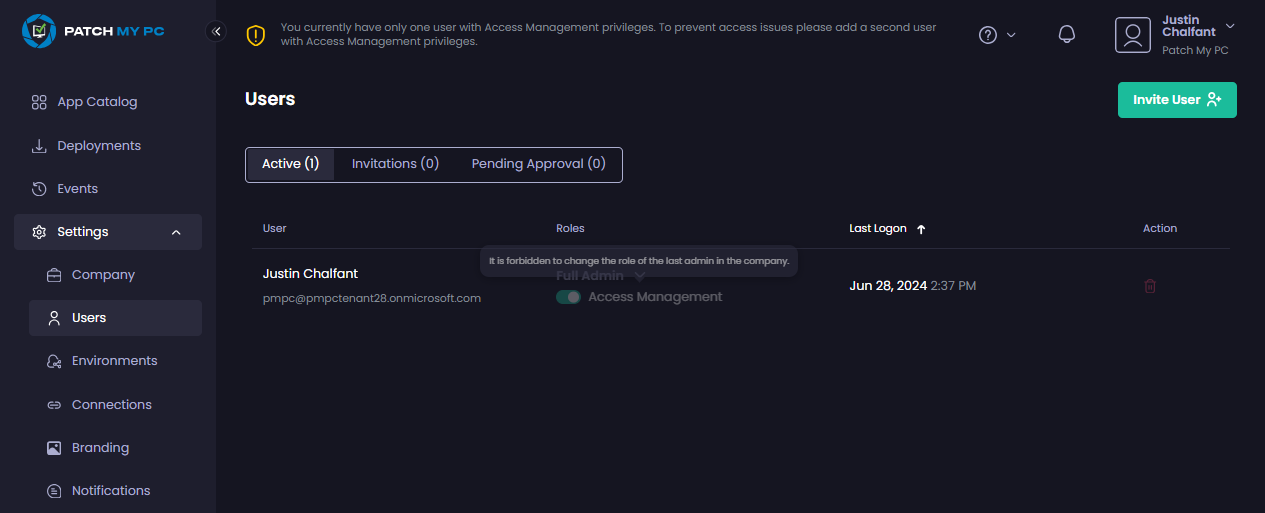 PATCH MY PC
You currently have only one user with Access Management privileges. To prevent access issues please add a second user
with Access Management privileges.
Justin
Chalfant
Patch My PC
App Catalog
Deployments
Events
Settings
Company
Users
Environments
Connections
Branding
Notifications
Users
Invite User
Active (1)
Invitations (0)
Pending Approval (0)
User
Roles
Last Logon
Action
It is forbidden to change the role of the last admin in the company.
Justin Chalfant
pmpc@pmpctenant28.onmicrosoft.com
Full Admin
Access Management
Jun 28, 2024 2:37 PM